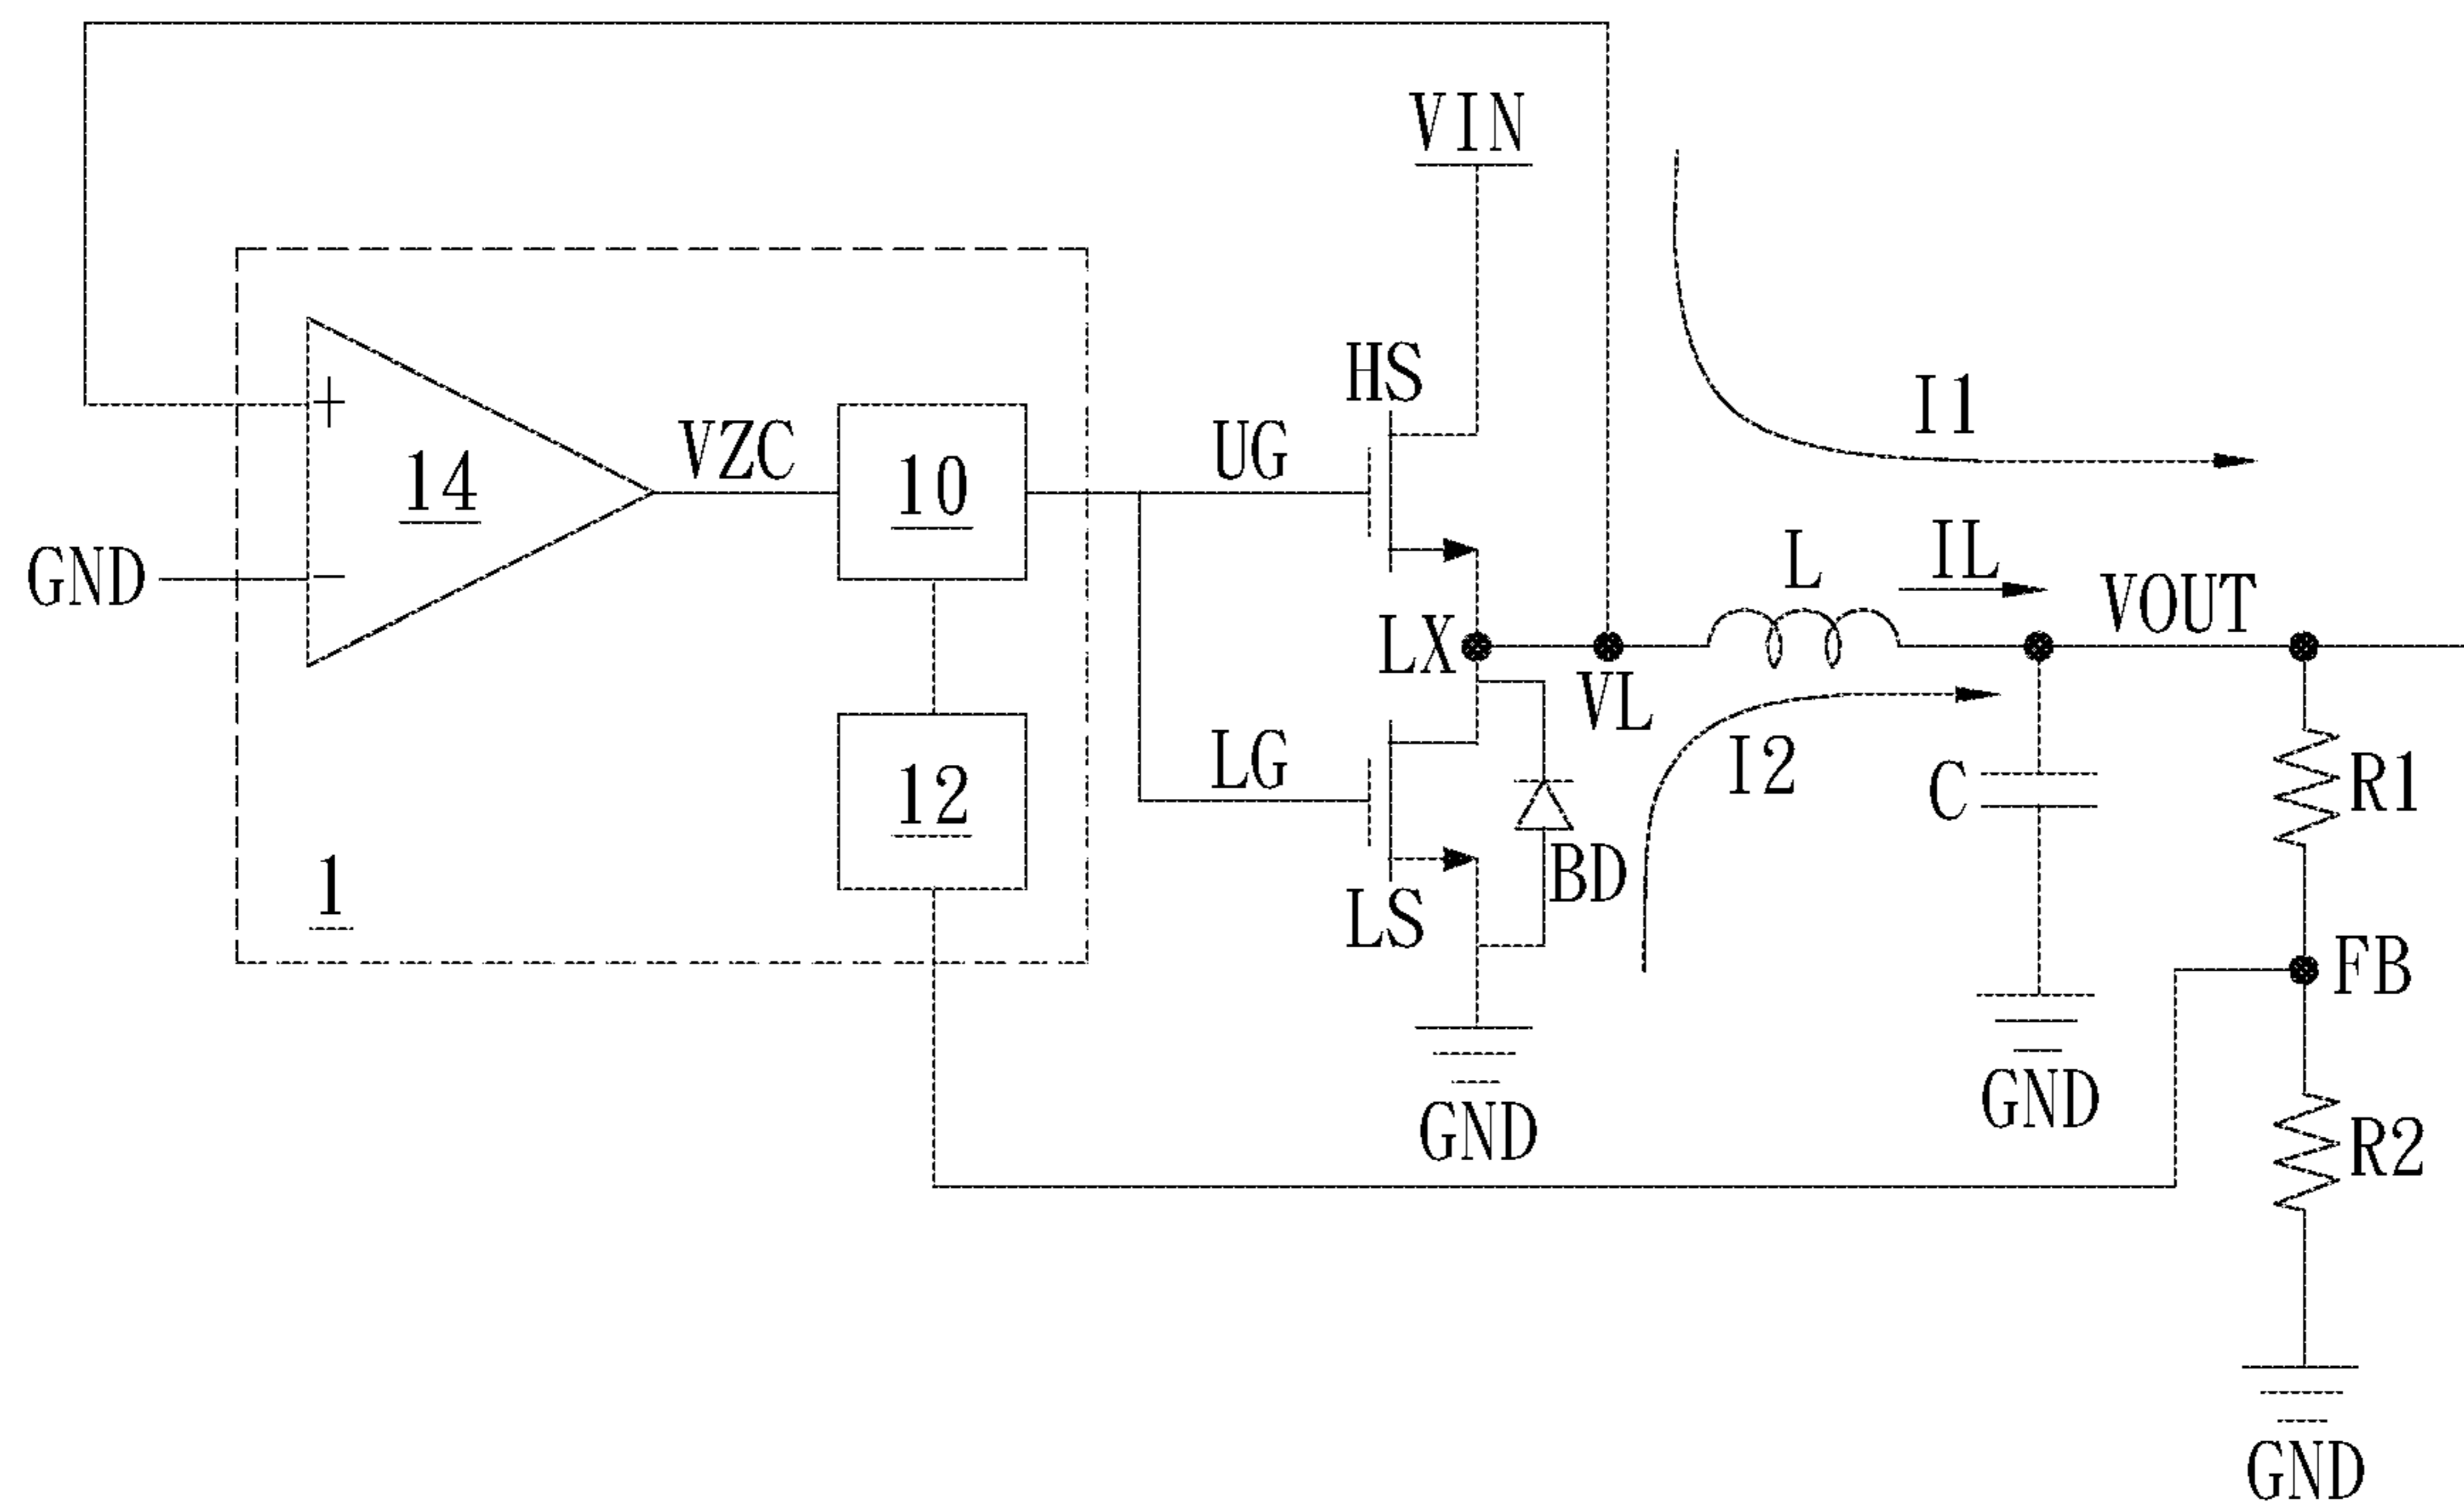 VIN
HS
I1
+
14
VZC
10
UG
GND
−
L
IL
VOUT
LX
VL
LG
I2
12
C
R1
BD
1
LS
FB
GND
GND
R2
GND